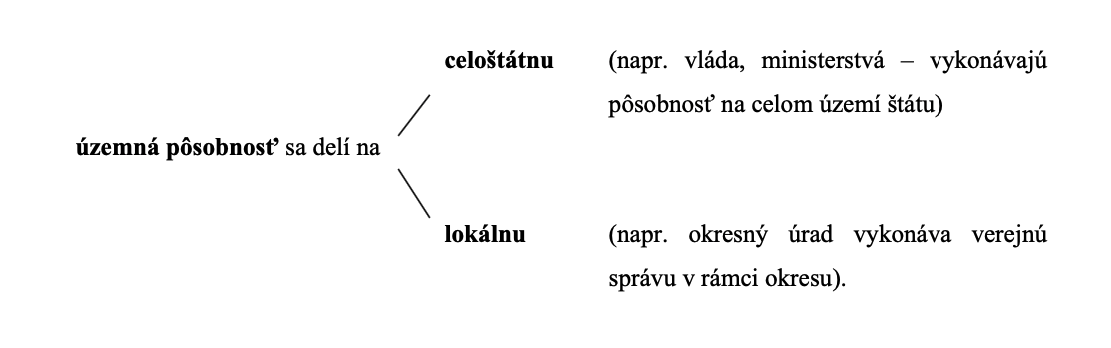 celoštátnu (napr. vláda, ministerstvá – vykonávajú
pôsobnosť na celom území štátu)
územná pôsobnosť sa delí na
lokálnu (napr. okresný úrad vykonáva verejnú
správu v rámci okresu).